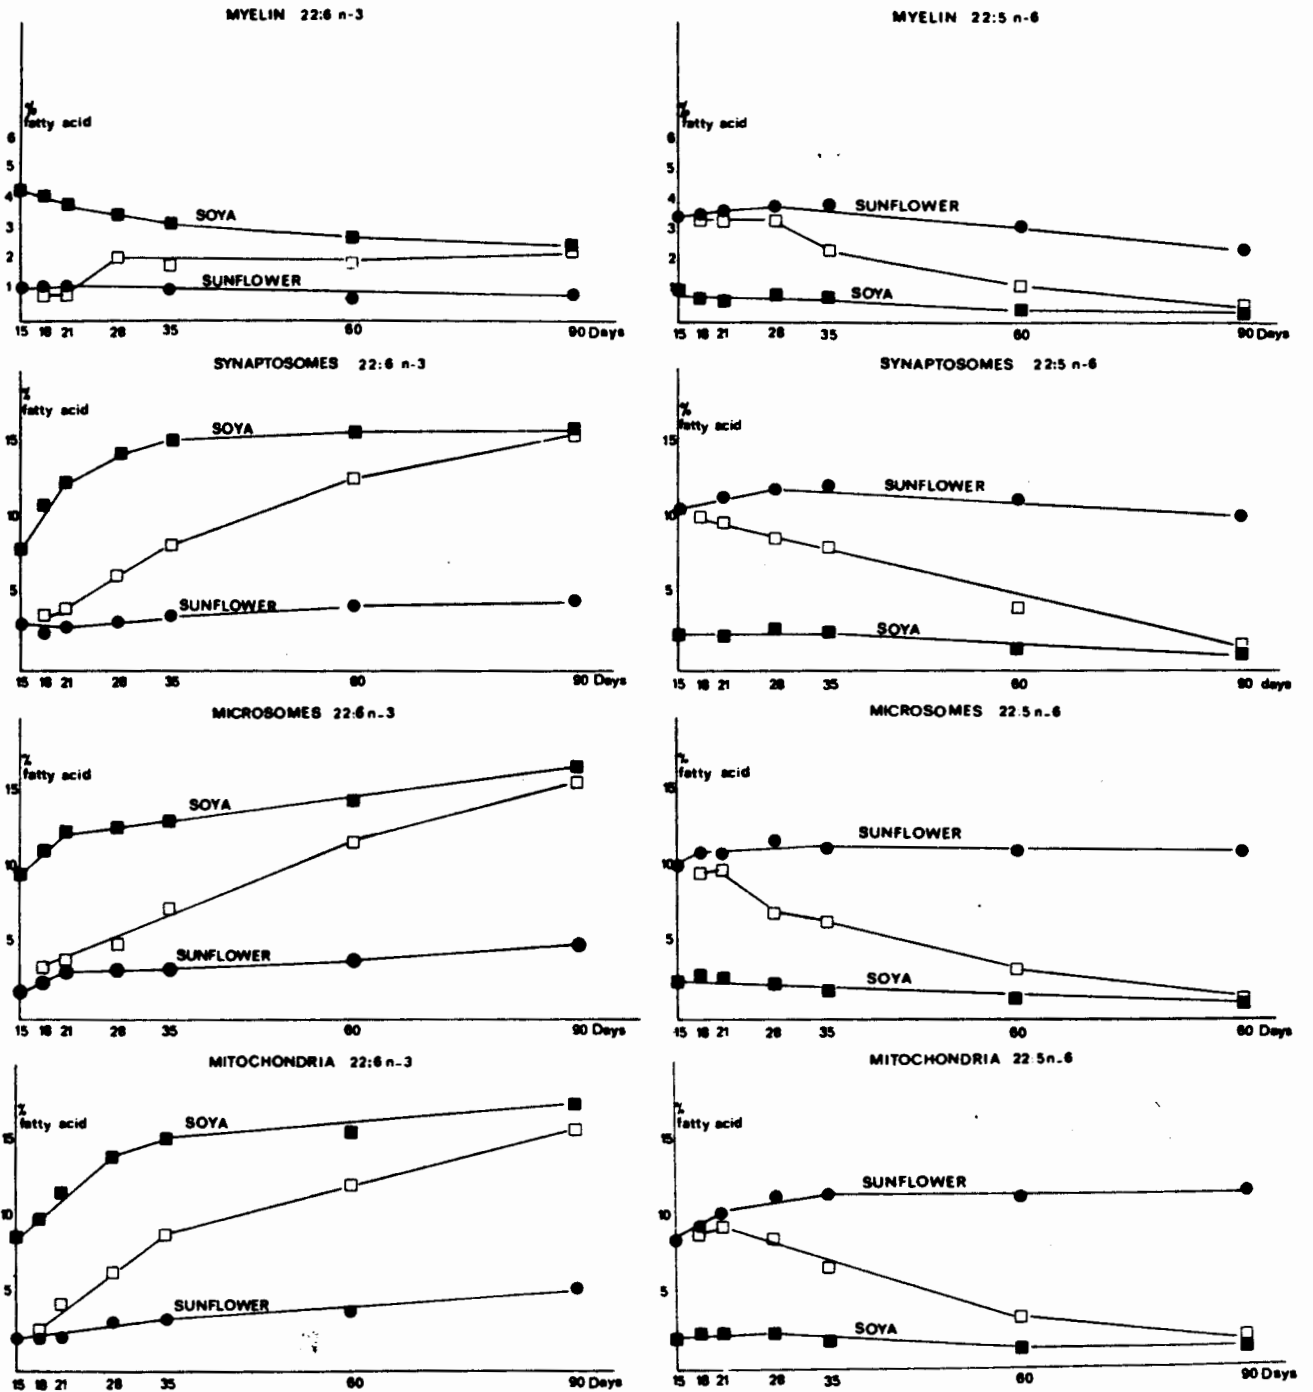 MYELIN 22:6 n-3
%
fatty acid
6
5
4
3
2
1
SOYA
SUNFLOWER
15 18 21 28 35 60 90 Days
MYELIN 22:5 n-6
%
fatty acid
6
5
4
3
2
1
SUNFLOWER
SOYA
15 18 21 28 35 60 90 Days
SYNAPTOSOMES 22:6 n-3
%
fatty acid
15
10
5
SOYA
SUNFLOWER
15 18 21 28 35 60 90 Days
SYNAPTOSOMES 22:5 n-6
%
fatty acid
15
10
5
SUNFLOWER
SOYA
15 18 21 28 35 60 90 days
MICROSOMES 22:6 n-3
%
fatty acid
15
10
5
SOYA
SUNFLOWER
15 18 21 28 35 60 90 Days
MICROSOMES 22:5 n-6
%
fatty acid
15
10
5
SUNFLOWER
SOYA
15 18 21 28 35 60 60 Days
MITOCHONDRIA 22:6 n-3
%
fatty acid
15
10
5
SOYA
SUNFLOWER
15 18 21 28 35 60 90 Days
MITOCHONDRIA 22:5 n-6
%
fatty acid
15
10
5
SUNFLOWER
SOYA
15 18 21 28 35 60 90 Days